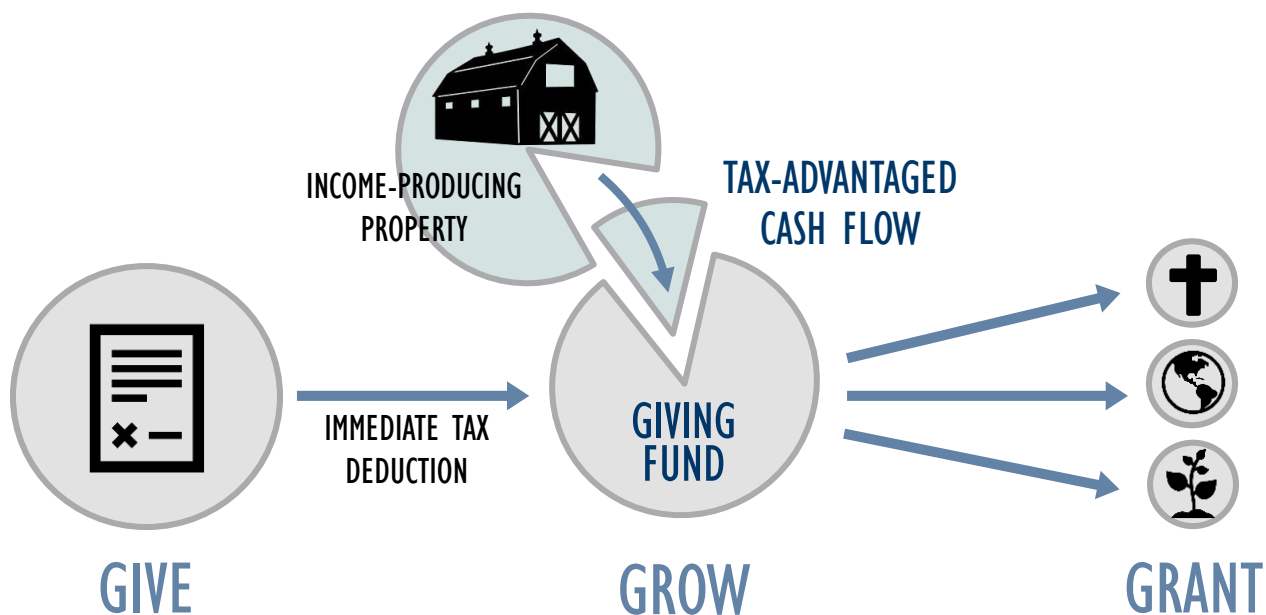 INCOME-PRODUCING
PROPERTY
TAX-ADVANTAGED
CASH FLOW
IMMEDIATE TAX
DEDUCTION
GIVING
FUND
GIVE
GROW
GRANT